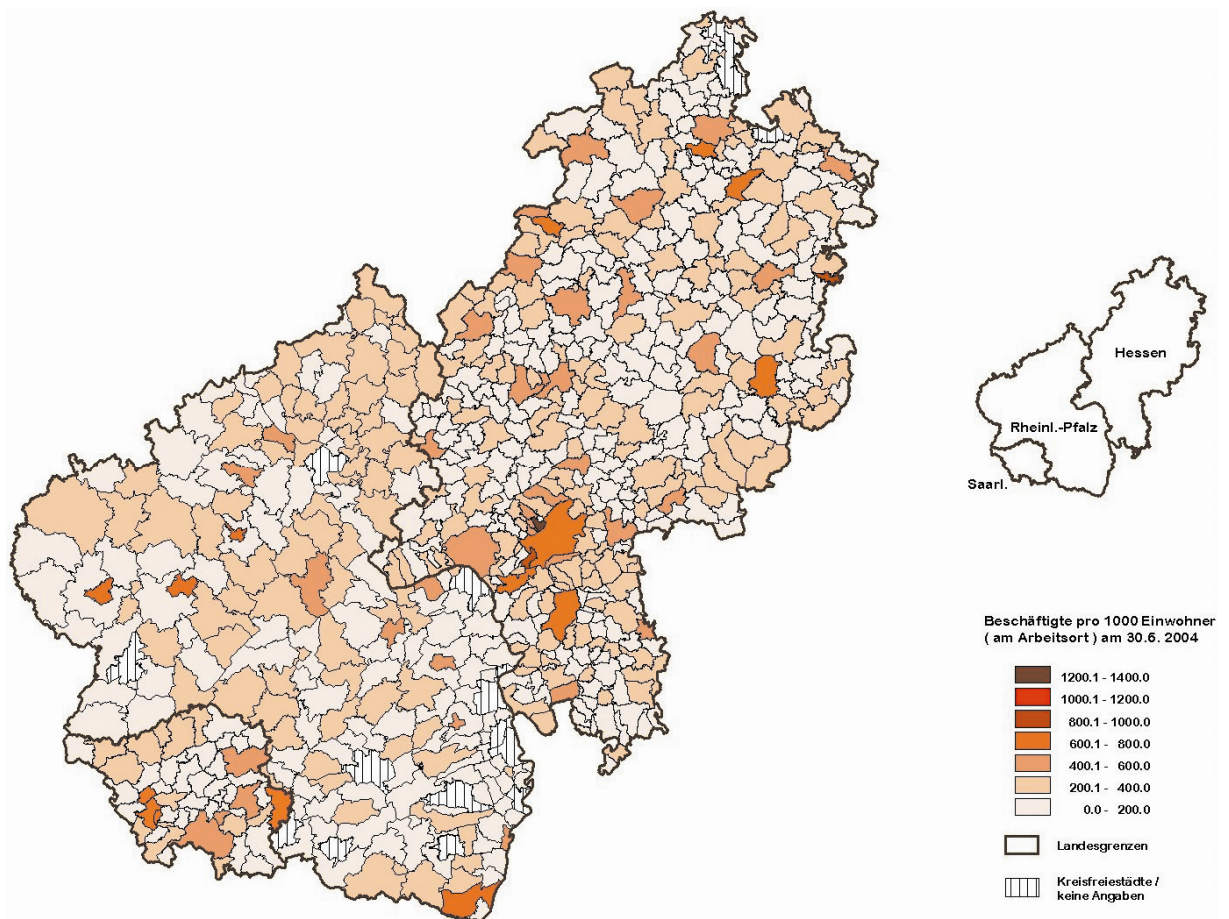 Hessen
Rheinl.-Pfalz
Saarl.
Beschäftigte pro 1000 Einwohner
( am Arbeitsort ) am 30.6. 2004
1200.1 - 1400.0
1000.1 - 1200.0
800.1 - 1000.0
600.1 - 800.0
400.1 - 600.0
200.1 - 400.0
0.0 - 200.0
Landesgrenzen
Kreisfreiestädte /
keine Angaben